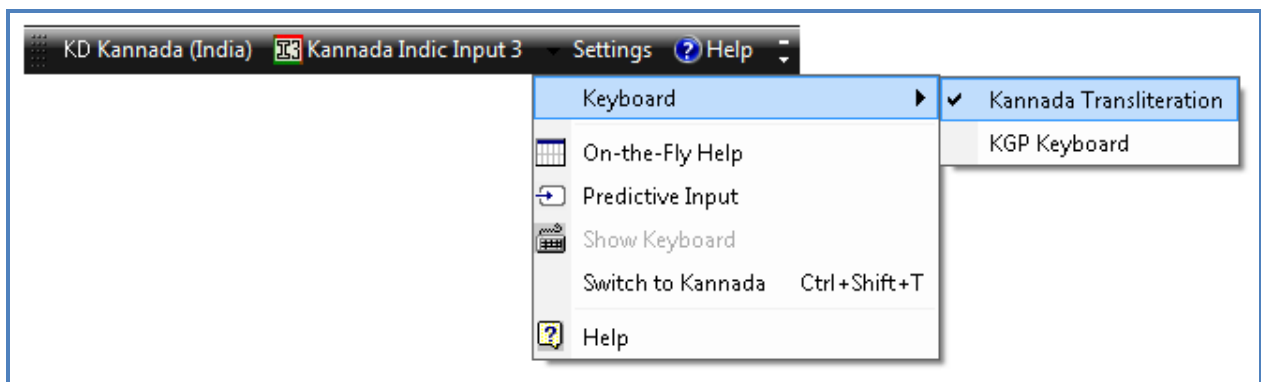 KD Kannada (India) Kannada Indic Input 3 Settings Help
Keyboard Kannada Transliteration
KGP Keyboard
On-the-Fly Help
Predictive Input
Show Keyboard
Switch to Kannada Ctrl+Shift+T
Help